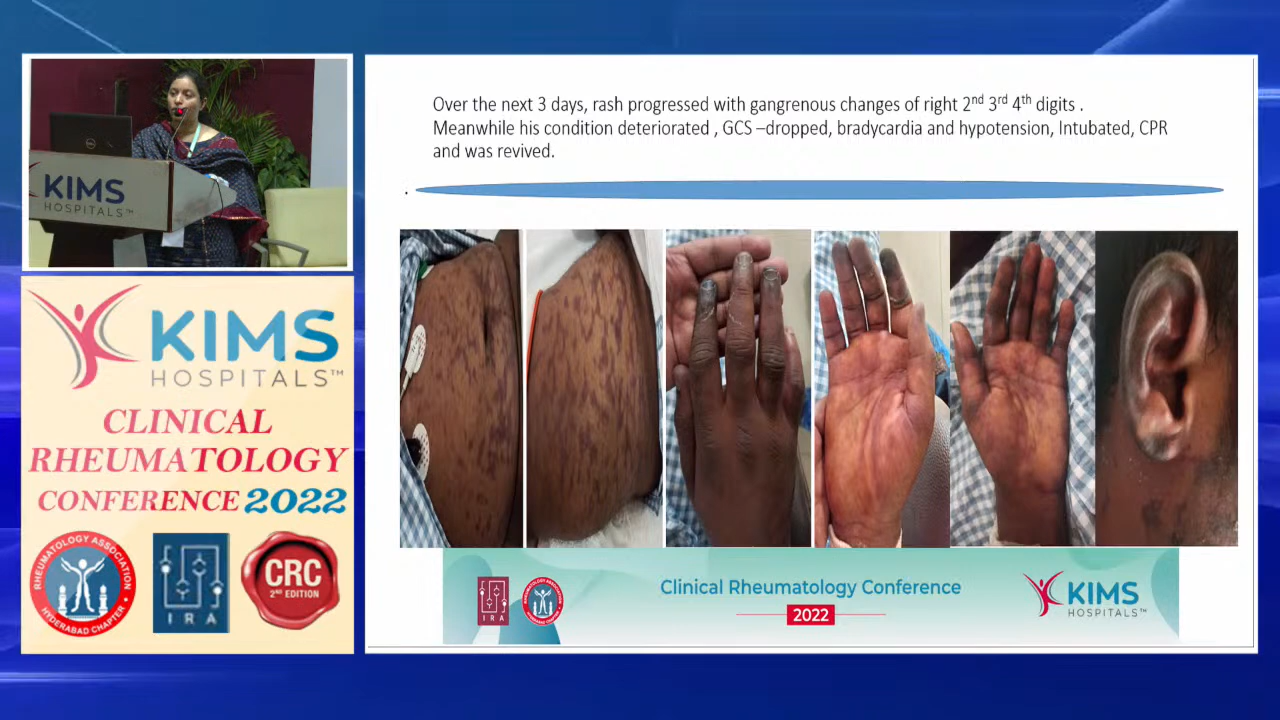 Over the next 3 days, rash progressed with gangrenous changes of right 2nd 3rd 4th digits .
Meanwhile his condition deteriorated , GCS –dropped, bradycardia and hypotension, Intubated, CPR
and was revived.
.
KIMS
HOSPITALS™
KIMS
HOSPITALS™
CLINICAL
RHEUMATOLOGY
CONFERENCE 2022
RHEUMATOLOGY ASSOCIATION
HYDERABAD CHAPTER
IRA
CRC
2ND EDITION
IRA
Clinical Rheumatology Conference
2022
KIMS
HOSPITALS™